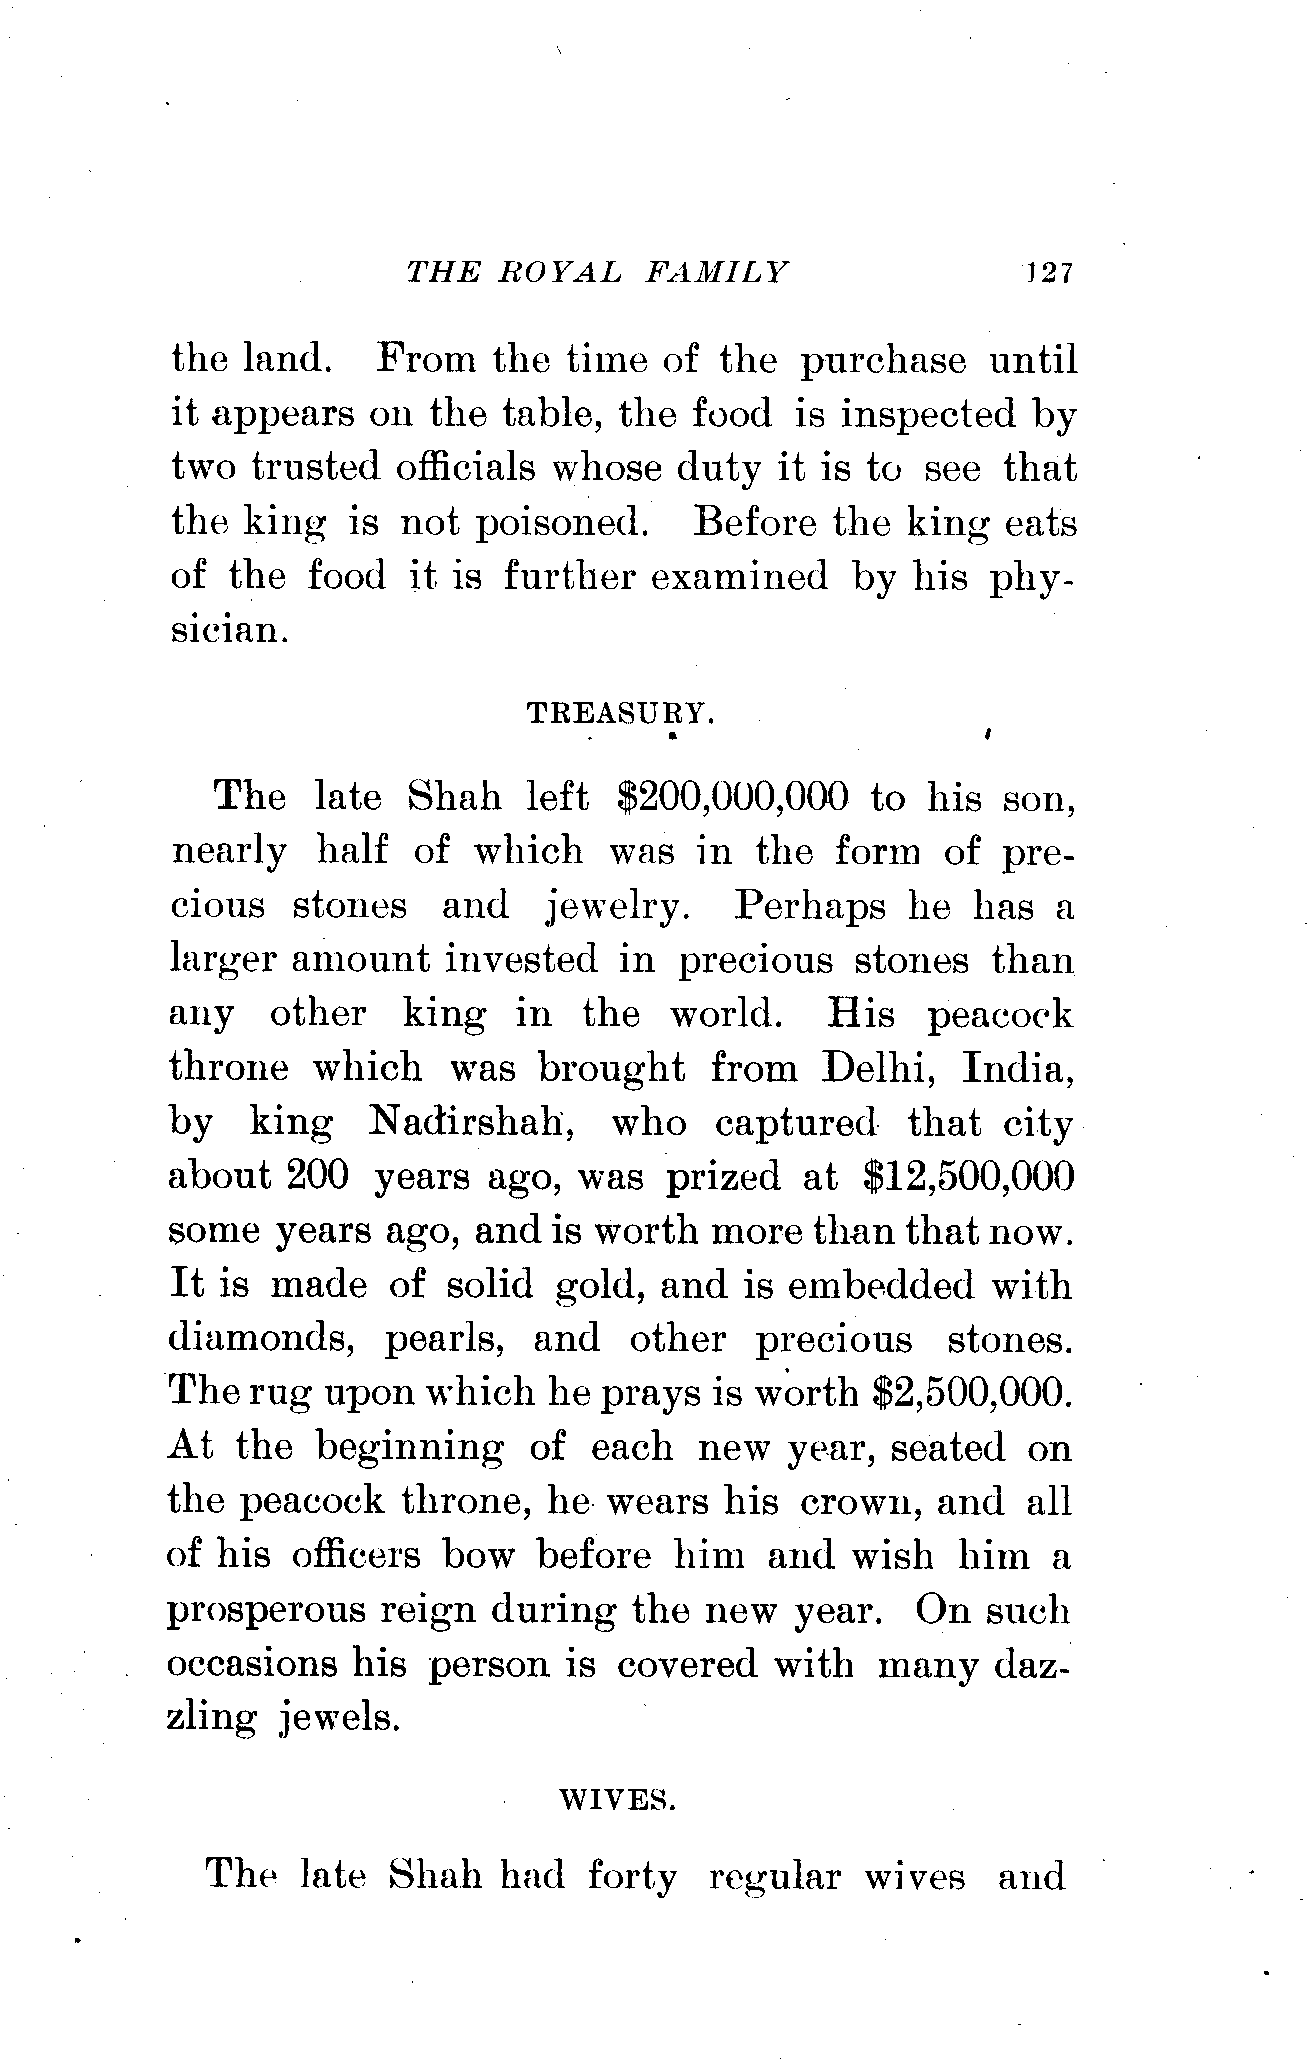 THE ROYAL FAMILY 127
the land. From the time of the purchase until
it appears on the table, the food is inspected by
two trusted officials whose duty it is to see that
the king is not poisoned. Before the king eats
of the food it is further examined by his phy-
sician.
TREASURY.
The late Shah left $200,000,000 to his son,
nearly half of which was in the form of pre-
cious stones and jewelry. Perhaps he has a
larger amount invested in precious stones than
any other king in the world. His peacock
throne which was brought from Delhi, India,
by king Nadirshah, who captured that city
about 200 years ago, was prized at $12,500,000
some years ago, and is worth more than that now.
It is made of solid gold, and is embedded with
diamonds, pearls, and other precious stones.
The rug upon which he prays is worth $2,500,000.
At the beginning of each new year, seated on
the peacock throne, he wears his crown, and all
of his officers bow before him and wish him a
prosperous reign during the new year. On such
occasions his person is covered with many daz-
zling jewels.
WIVES.
The late Shah had forty regular wives and